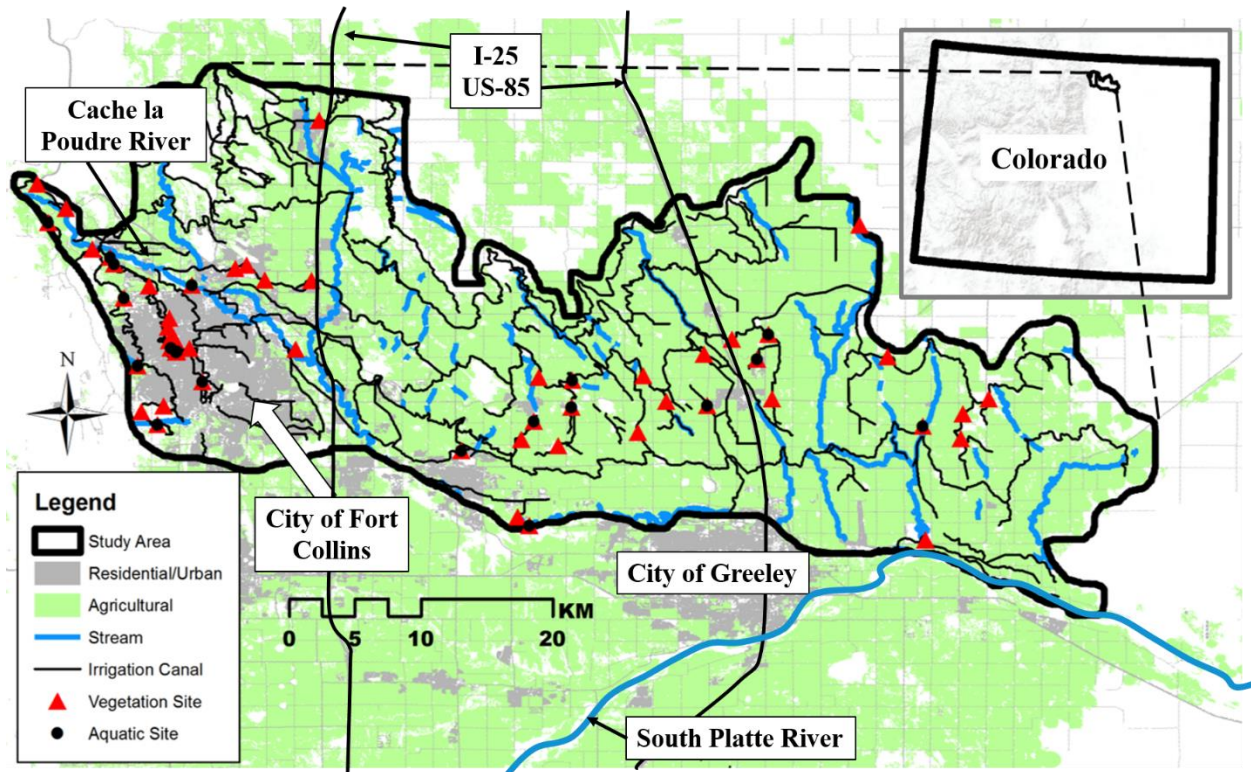 I-25
US-85
Cache la
Poudre River
Colorado
N
Legend
Study Area
Residential/Urban
Agricultural
Stream
Irrigation Canal
Vegetation Site
Aquatic Site
City of Fort
Collins
City of Greeley
KM
0 5 10 20
South Platte River